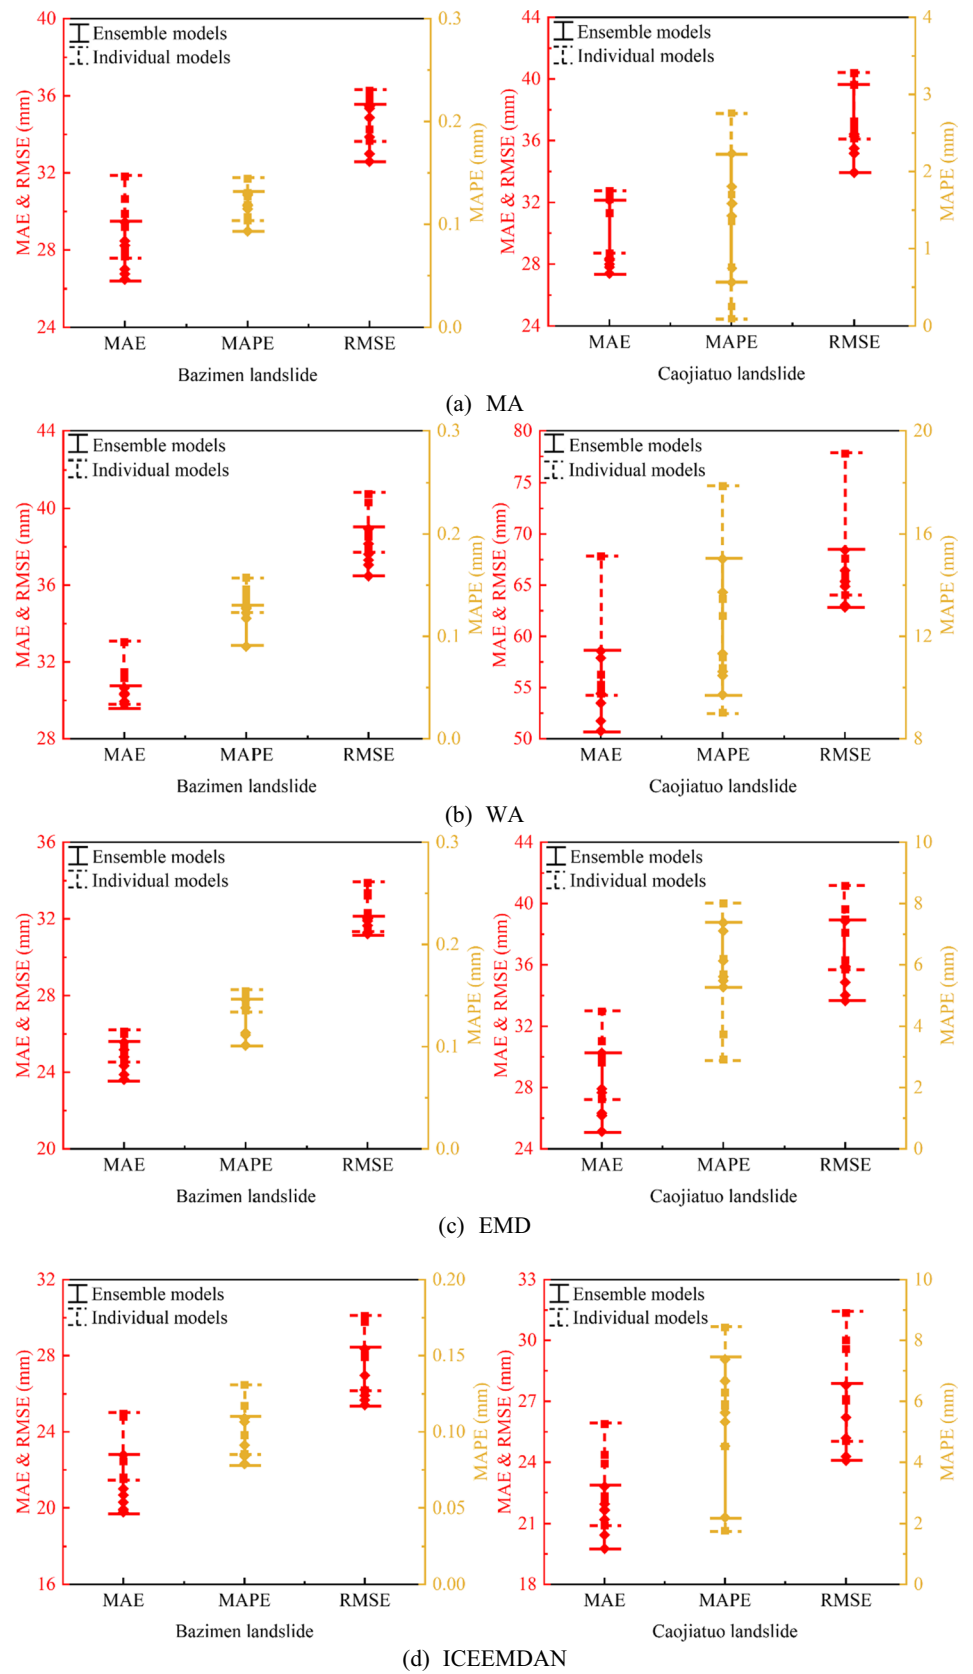 40
36
32
28
24
MAE & RMSE (mm)
Ensemble models
Individual models
0.3
0.2
0.1
0.0
MAPE (mm)
MAE MAPE RMSE
Bazimen landslide
44
40
36
32
28
24
MAE & RMSE (mm)
Ensemble models
Individual models
4
3
2
1
0
MAPE (mm)
MAE MAPE RMSE
Caojiatuo landslide
(a) MA
44
40
36
32
28
MAE & RMSE (mm)
Ensemble models
Individual models
0.3
0.2
0.1
0.0
MAPE (mm)
MAE MAPE RMSE
Bazimen landslide
80
75
70
65
60
55
50
MAE & RMSE (mm)
Ensemble models
Individual models
20
16
12
8
MAPE (mm)
MAE MAPE RMSE
Caojiatuo landslide
(b) WA
36
32
28
24
20
MAE & RMSE (mm)
Ensemble models
Individual models
0.3
0.2
0.1
0.0
MAPE (mm)
MAE MAPE RMSE
Bazimen landslide
44
40
36
32
28
24
MAE & RMSE (mm)
Ensemble models
Individual models
10
8
6
4
2
0
MAPE (mm)
MAE MAPE RMSE
Caojiatuo landslide
(c) EMD
32
28
24
20
16
MAE & RMSE (mm)
Ensemble models
Individual models
0.20
0.15
0.10
0.05
0.00
MAPE (mm)
MAE MAPE RMSE
Bazimen landslide
33
30
27
24
21
18
MAE & RMSE (mm)
Ensemble models
Individual models
10
8
6
4
2
0
MAPE (mm)
MAE MAPE RMSE
Caojiatuo landslide
(d) ICEEMDAN